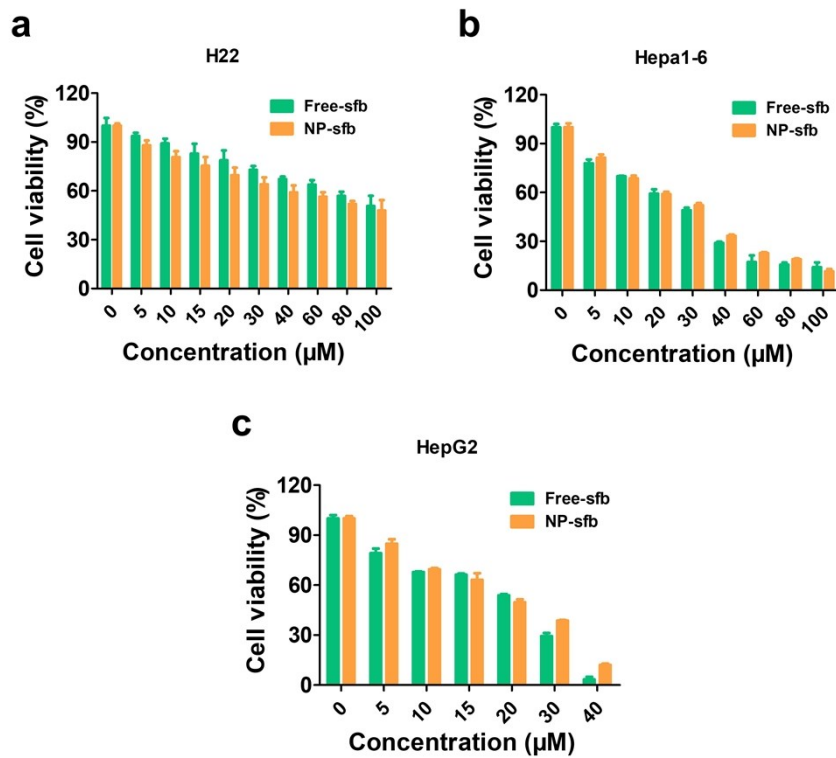 a
H22
Cell viability (%)
120
90
60
30
0
Free-sfb
NP-sfb
0 5 10 15 20 30 40 60 80 100
Concentration (µM)
b
Hepa1-6
Cell viability (%)
120
90
60
30
0
Free-sfb
NP-sfb
0 5 10 20 30 40 60 80 100
Concentration (µM)
c
HepG2
Cell viability (%)
120
90
60
30
0
Free-sfb
NP-sfb
0 5 10 15 20 30 40
Concentration (µM)